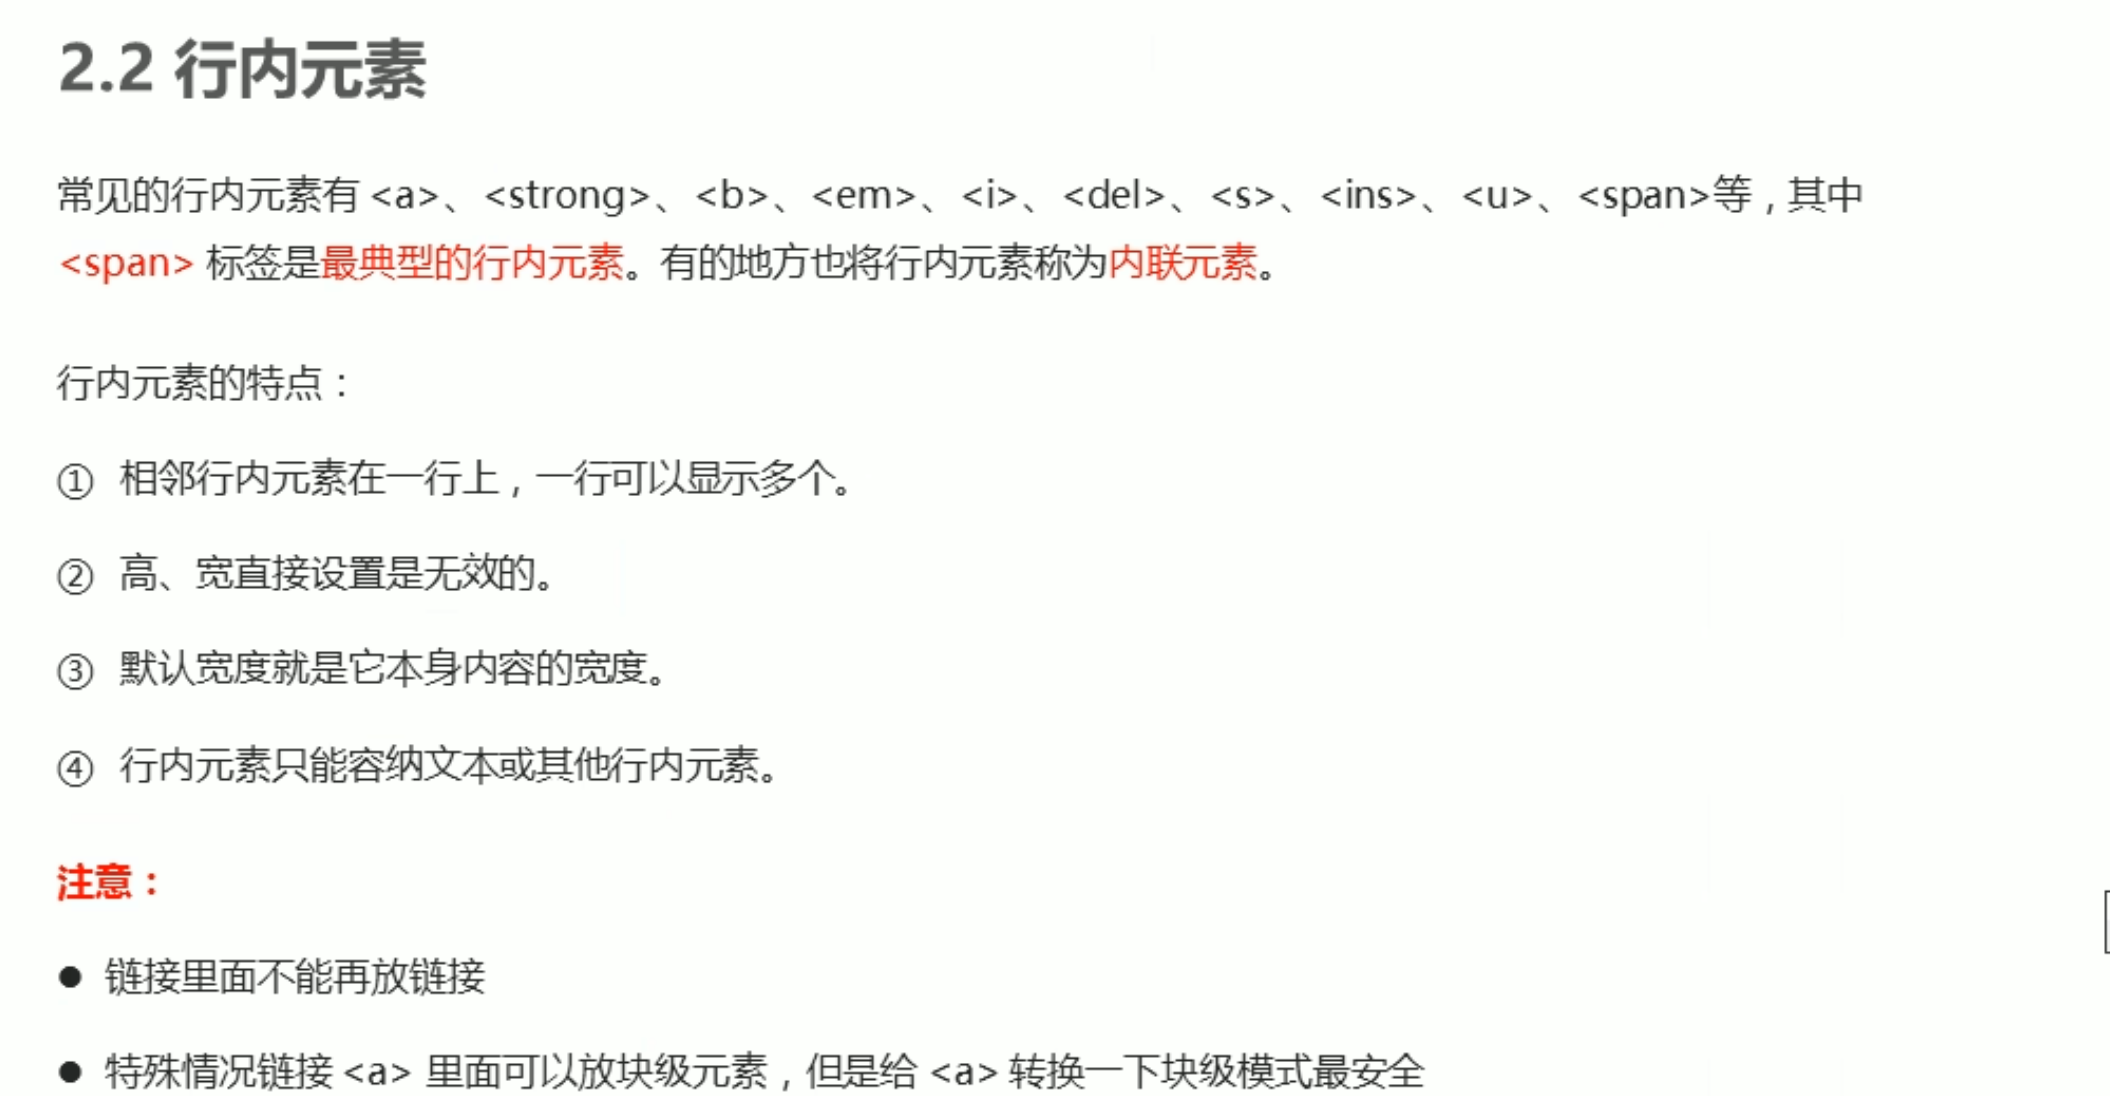 2.2 行内元素
常见的行内元素有 <a>、<strong>、<b>、<em>、<i>、<del>、<s>、<ins>、<u>、<span>等，其中
<span> 标签是最典型的行内元素。有的地方也将行内元素称为内联元素。
行内元素的特点：
① 相邻行内元素在一行上，一行可以显示多个。
② 高、宽直接设置是无效的。
③ 默认宽度就是它本身内容的宽度。
④ 行内元素只能容纳文本或其他行内元素。
注意：
● 链接里面不能再放链接
● 特殊情况链接 <a> 里面可以放块级元素，但是给 <a> 转换一下块级模式最安全